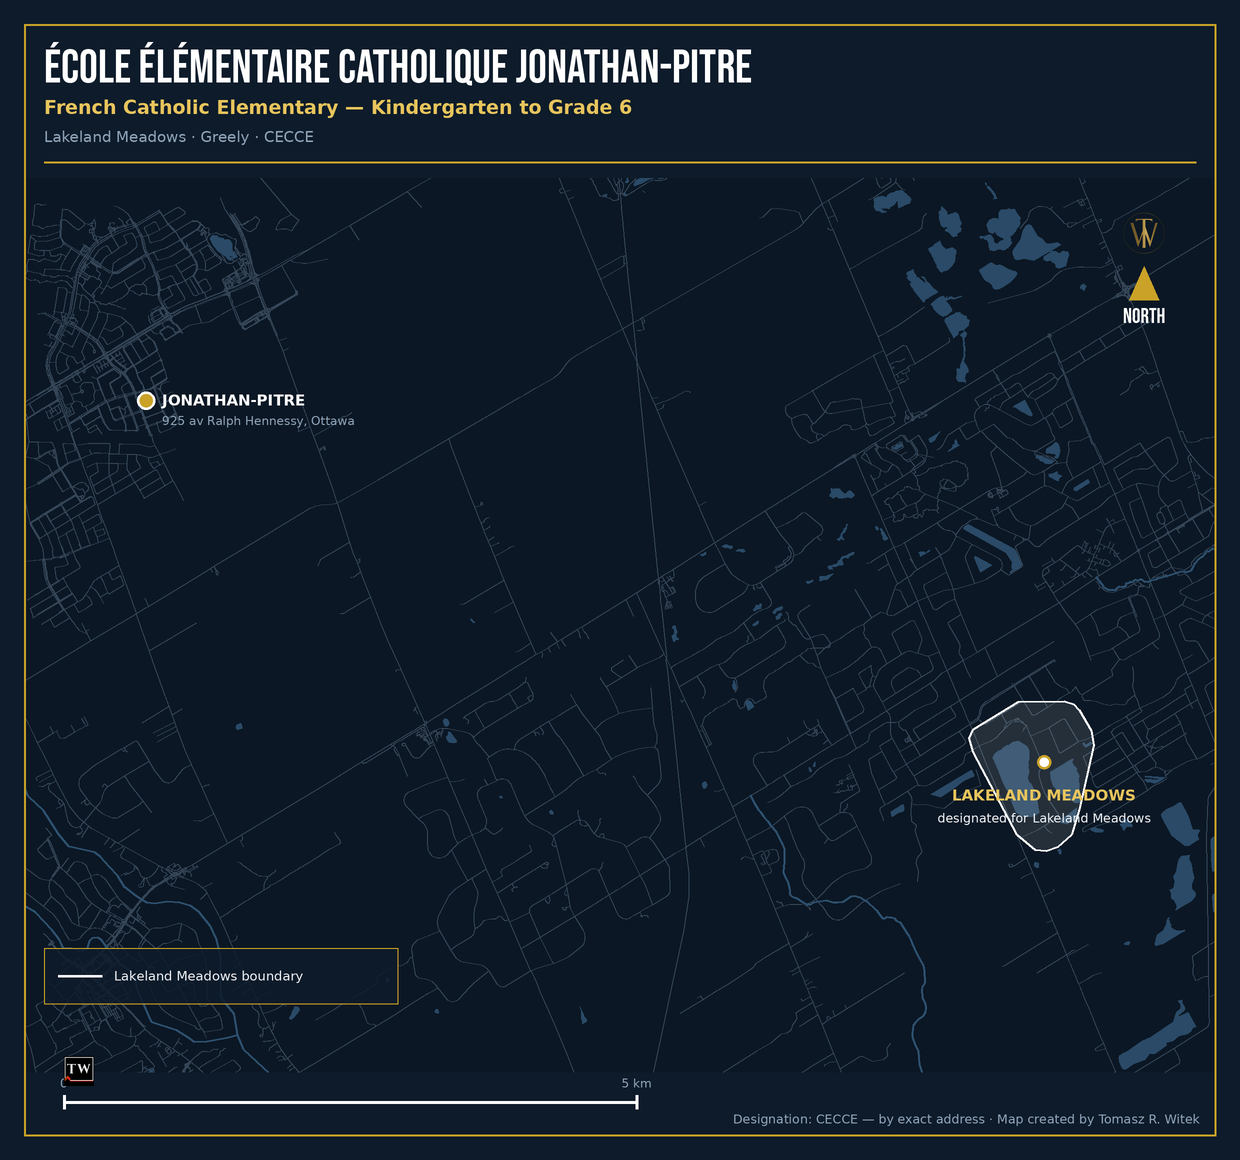 ÉCOLE ÉLÉMENTAIRE CATHOLIQUE JONATHAN-PITRE
French Catholic Elementary — Kindergarten to Grade 6
Lakeland Meadows · Greely · CECCE
TW
NORTH
JONATHAN-PITRE
925 av Ralph Hennessy, Ottawa
LAKELAND MEADOWS
designated for Lakeland Meadows
Lakeland Meadows boundary
TW
0
5 km
Designation: CECCE — by exact address · Map created by Tomasz R. Witek